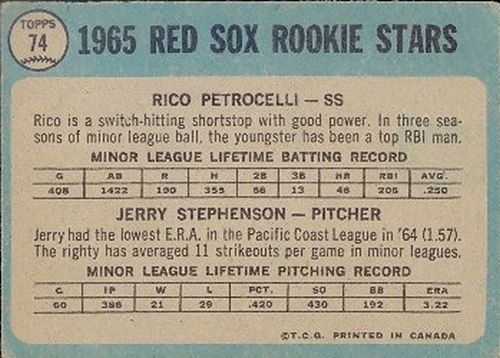 TOPPS
74
1965 RED SOX ROOKIE STARS
RICO PETROCELLI — SS
Rico is a switch-hitting shortstop with good power. In three sea-
sons of minor league ball, the youngster has been a top RBI man.
MINOR LEAGUE LIFETIME BATTING RECORD
G AB R H 2B 3B HR RBI AVG.
408 1422 190 355 66 13 46 205 .250
JERRY STEPHENSON — PITCHER
Jerry had the lowest E.R.A. in the Pacific Coast League in '64 (1.57).
The righty has averaged 11 strikeouts per game in minor leagues.
MINOR LEAGUE LIFETIME PITCHING RECORD
G IP W L PCT. SO BB ERA
60 386 21 29 .420 430 192 3.22
©T.C.G. PRINTED IN CANADA